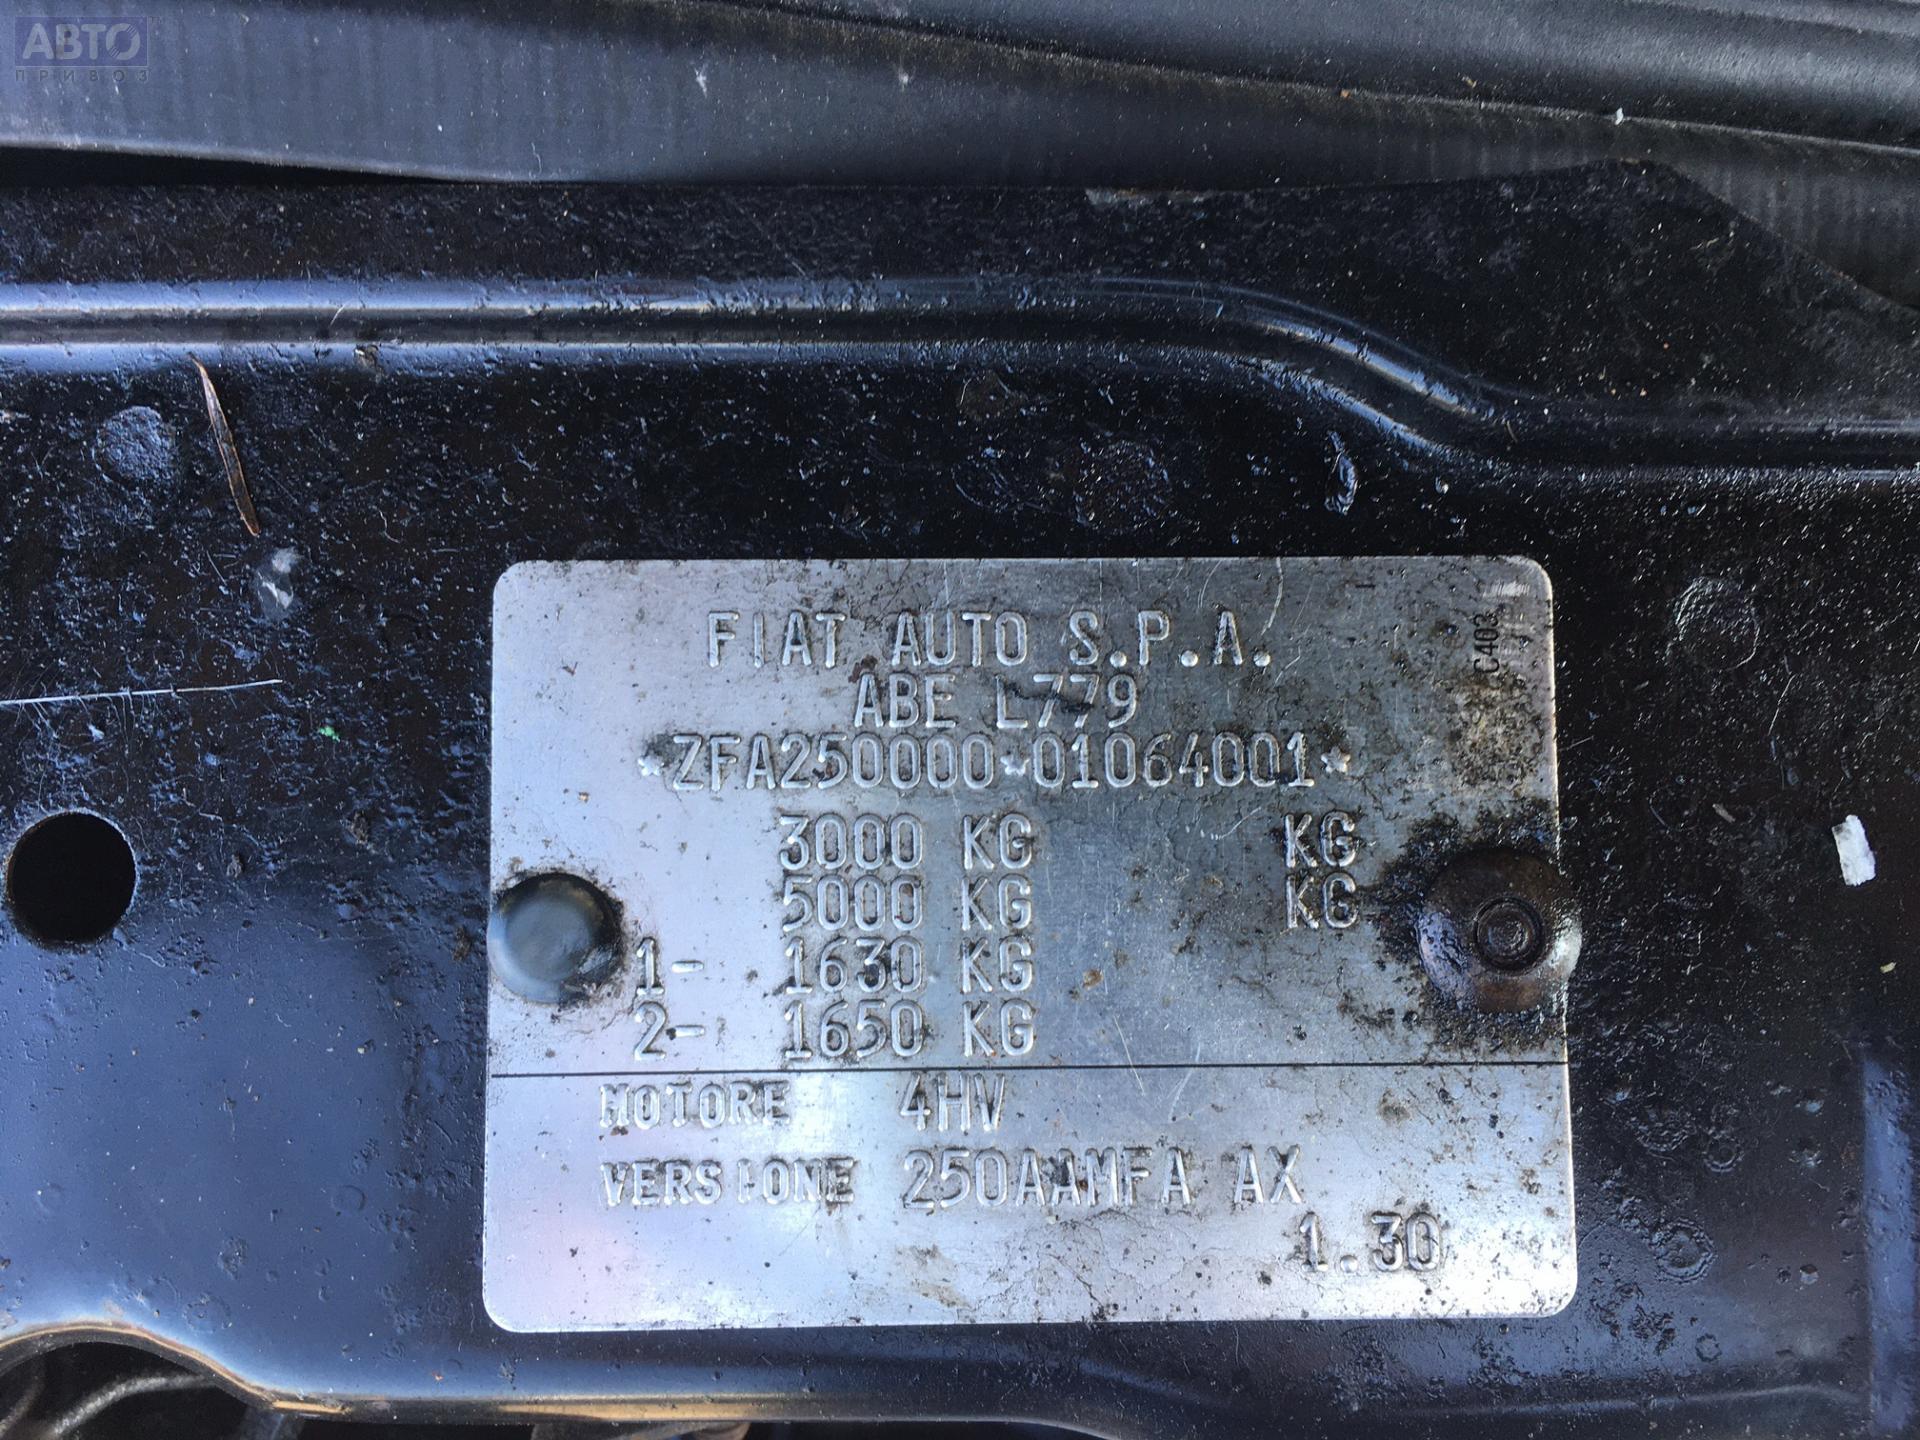 АВТО
ПРИВОЗ
FIAT AUTO S.P.A.
C403
ABE L779
*ZFA250000*01064001*
3000 KG KG
5000 KG KG
1- 1630 KG
2- 1650 KG
MOTORE 4HV
VERSIONE 250AAMFA AX
1.30